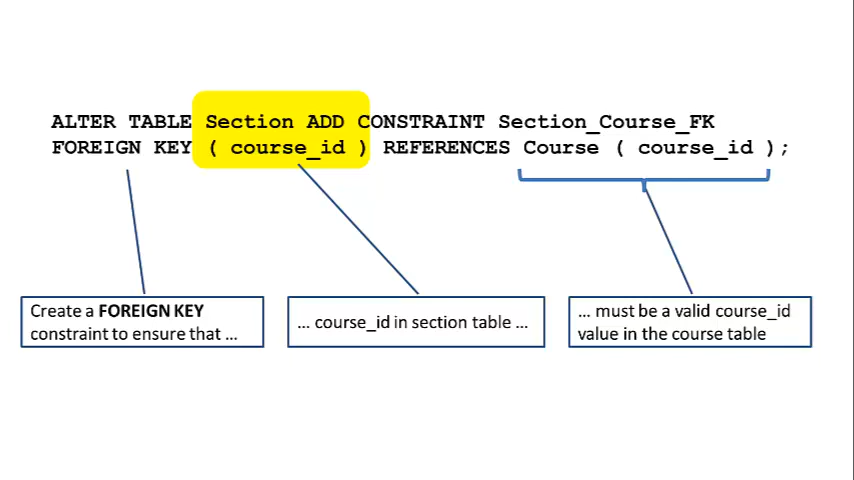 ALTER TABLE Section ADD CONSTRAINT Section_Course_FK
FOREIGN KEY ( course_id ) REFERENCES Course ( course_id );
Create a FOREIGN KEY
constraint to ensure that …
… course_id in section table …
… must be a valid course_id
value in the course table